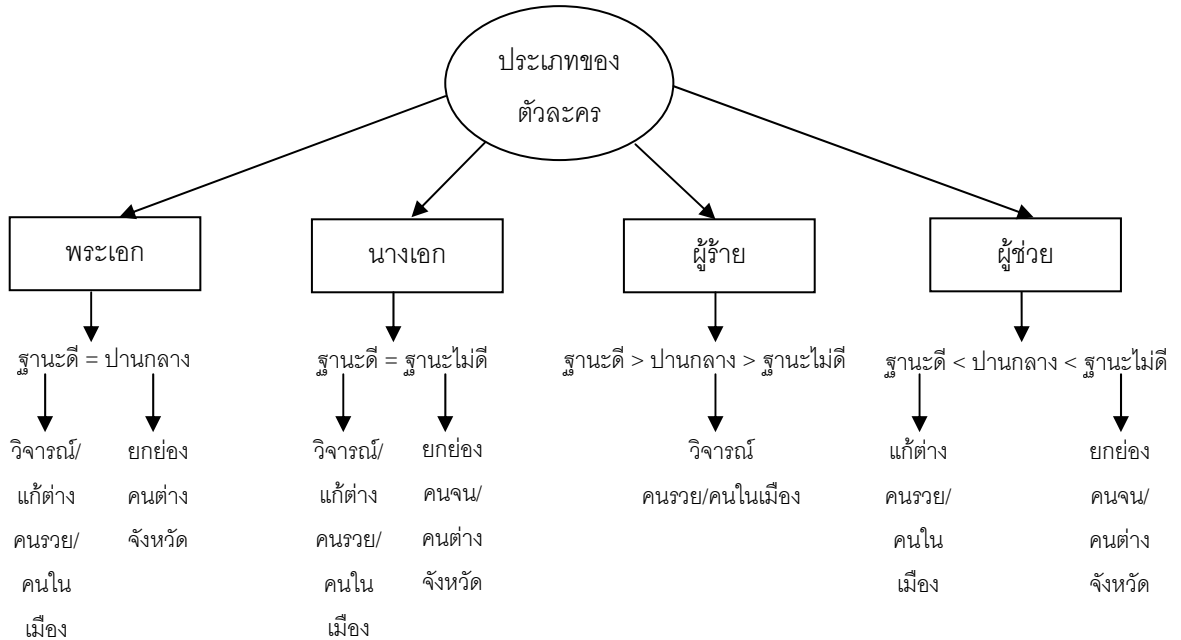 ประเภทของ
ตัวละคร
พระเอก
นางเอก
ผู้ร้าย
ผู้ช่วย
ฐานะดี = ปานกลาง
ฐานะดี = ฐานะไม่ดี
ฐานะดี > ปานกลาง > ฐานะไม่ดี
ฐานะดี < ปานกลาง < ฐานะไม่ดี
วิจารณ์/
แก้ต่าง
คนรวย/
คนใน
เมือง
ยกย่อง
คนต่าง
จังหวัด
วิจารณ์/
แก้ต่าง
คนรวย/
คนใน
เมือง
ยกย่อง
คนจน/
คนต่าง
จังหวัด
วิจารณ์
คนรวย/คนในเมือง
แก้ต่าง
คนรวย/
คนใน
เมือง
ยกย่อง
คนจน/
คนต่าง
จังหวัด